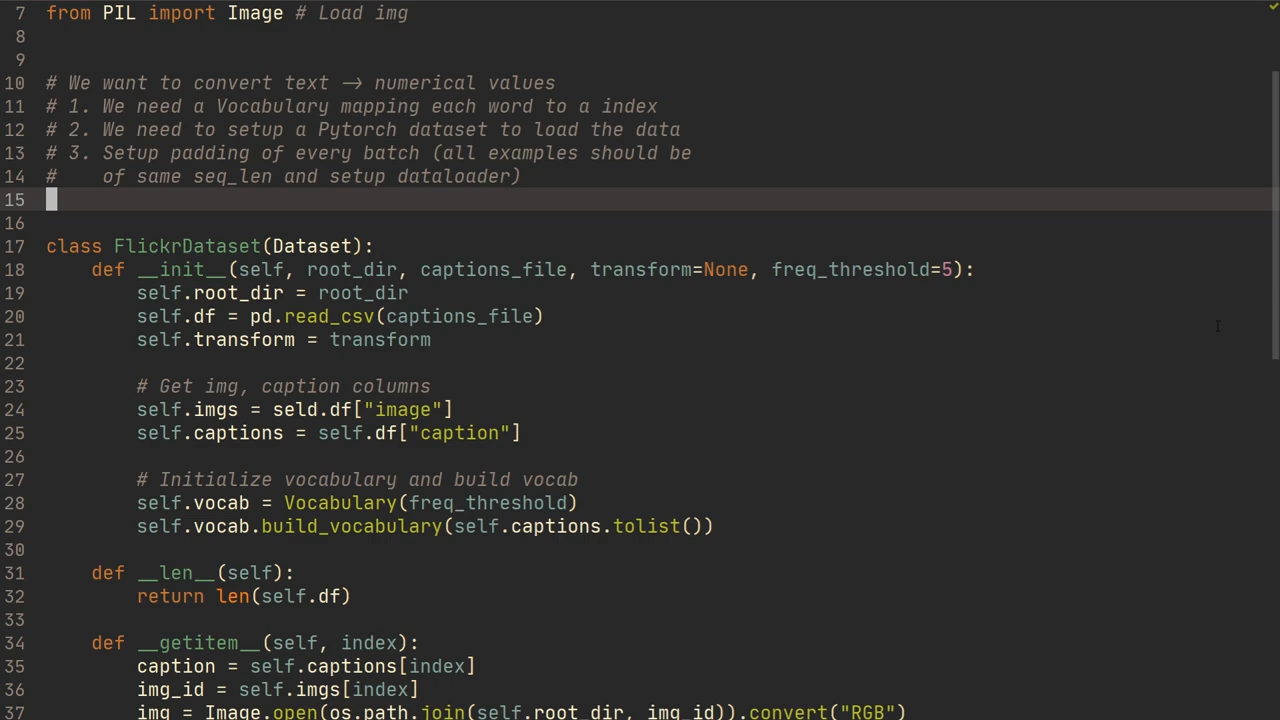 7 from PIL import Image # Load img
8
9
10 # We want to convert text -> numerical values
11 # 1. We need a Vocabulary mapping each word to a index
12 # 2. We need to setup a Pytorch dataset to load the data
13 # 3. Setup padding of every batch (all examples should be
14 #    of same seq_len and setup dataloader)
15
16
17 class FlickrDataset(Dataset):
18     def __init__(self, root_dir, captions_file, transform=None, freq_threshold=5):
19         self.root_dir = root_dir
20         self.df = pd.read_csv(captions_file)
21         self.transform = transform
22
23         # Get img, caption columns
24         self.imgs = seld.df["image"]
25         self.captions = self.df["caption"]
26
27         # Initialize vocabulary and build vocab
28         self.vocab = Vocabulary(freq_threshold)
29         self.vocab.build_vocabulary(self.captions.tolist())
30
31     def __len__(self):
32         return len(self.df)
33
34     def __getitem__(self, index):
35         caption = self.captions[index]
36         img_id = self.imgs[index]
37         img = Image.open(os.path.join(self.root_dir, img_id)).convert("RGB")